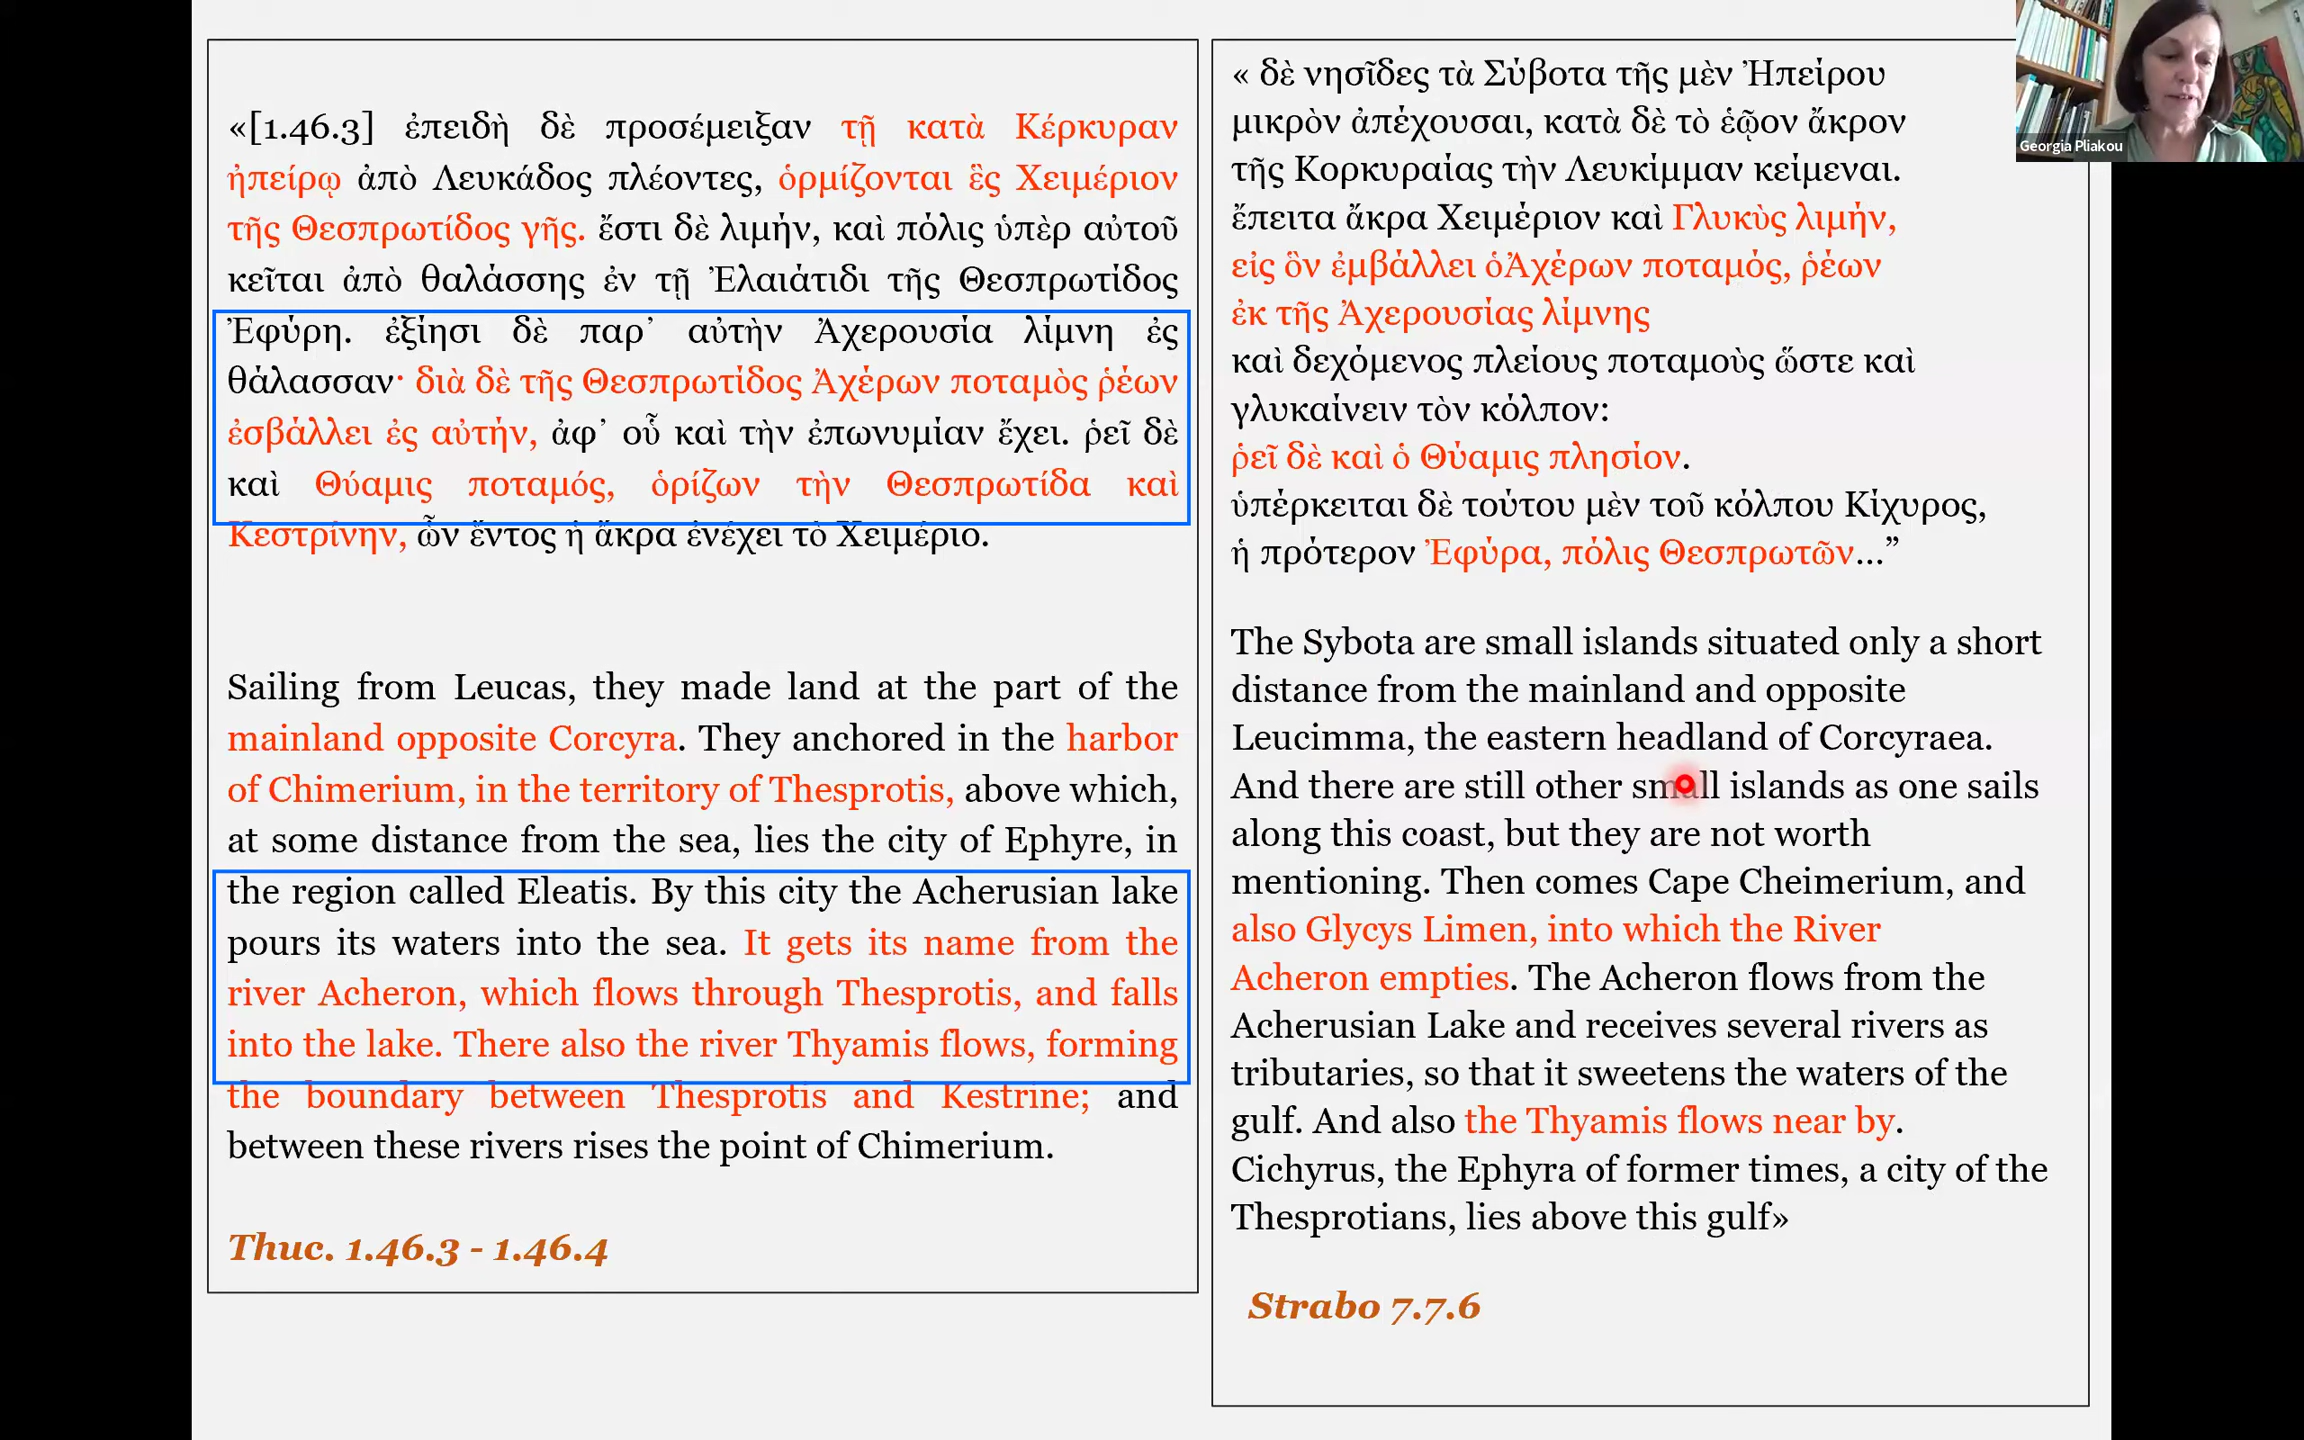 «[1.46.3] ἐπειδὴ δὲ προσέμειξαν τῇ κατὰ Κέρκυραν
ἠπείρῳ ἀπὸ Λευκάδος πλέοντες, ὁρμίζονται ἒς Χειμέριον
τῆς Θεσπρωτίδος γῆς. ἔστι δὲ λιμήν, καὶ πόλις ὑπὲρ αὐτοῦ
κεῖται ἀπὸ θαλάσσης ἐν τῇ Ἐλαιάτιδι τῆς Θεσπρωτίδος
Ἐφύρη. ἐξίησι δὲ παρ᾽ αὐτὴν Ἀχερουσία λίμνη ἐς
θάλασσαν· διὰ δὲ τῆς Θεσπρωτίδος Ἀχέρων ποταμὸς ῥέων
ἐσβάλλει ἐς αὐτήν, ἀφ᾽ οὗ καὶ τὴν ἐπωνυμίαν ἔχει. ῥεῖ δὲ
καὶ Θύαμις ποταμός, ὁρίζων τὴν Θεσπρωτίδα καὶ
Κεστρίνην, ὧν ἔντος ἡ ἄκρα ἐνέχει τὸ Χειμέριο.
Sailing from Leucas, they made land at the part of the
mainland opposite Corcyra. They anchored in the harbor
of Chimerium, in the territory of Thesprotis, above which,
at some distance from the sea, lies the city of Ephyre, in
the region called Eleatis. By this city the Acherusian lake
pours its waters into the sea. It gets its name from the
river Acheron, which flows through Thesprotis, and falls
into the lake. There also the river Thyamis flows, forming
the boundary between Thesprotis and Kestrine; and
between these rivers rises the point of Chimerium.
Thuc. 1.46.3 - 1.46.4
« δὲ νησῖδες τὰ Σύβοτα τῆς μὲν Ἠπείρου
μικρὸν ἀπέχουσαι, κατὰ δὲ τὸ ἑῷον ἄκρον
τῆς Κορκυραίας τὴν Λευκίμμαν κείμεναι.
ἔπειτα ἄκρα Χειμέριον καὶ Γλυκὺς λιμήν,
εἰς ὃν ἐμβάλλει ὁἈχέρων ποταμός, ῥέων
ἐκ τῆς Ἀχερουσίας λίμνης
καὶ δεχόμενος πλείους ποταμοὺς ὥστε καὶ
γλυκαίνειν τὸν κόλπον:
ῥεῖ δὲ καὶ ὁ Θύαμις πλησίον.
ὑπέρκειται δὲ τούτου μὲν τοῦ κόλπου Κίχυρος,
ἡ πρότερον Ἐφύρα, πόλις Θεσπρωτῶν...”
The Sybota are small islands situated only a short
distance from the mainland and opposite
Leucimma, the eastern headland of Corcyraea.
And there are still other small islands as one sails
along this coast, but they are not worth
mentioning. Then comes Cape Cheimerium, and
also Glycys Limen, into which the River
Acheron empties. The Acheron flows from the
Acherusian Lake and receives several rivers as
tributaries, so that it sweetens the waters of the
gulf. And also the Thyamis flows near by.
Cichyrus, the Ephyra of former times, a city of the
Thesprotians, lies above this gulf»
Strabo 7.7.6
Georgia Pliakou